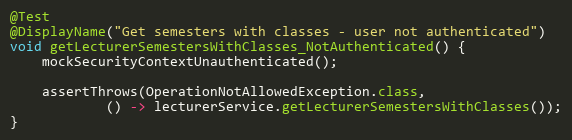 @Test
@DisplayName("Get semesters with classes - user not authenticated")
void getLecturerSemestersWithClasses_NotAuthenticated() {
    mockSecurityContextUnauthenticated();

    assertThrows(OperationNotAllowedException.class,
            () -> lecturerService.getLecturerSemestersWithClasses());
}